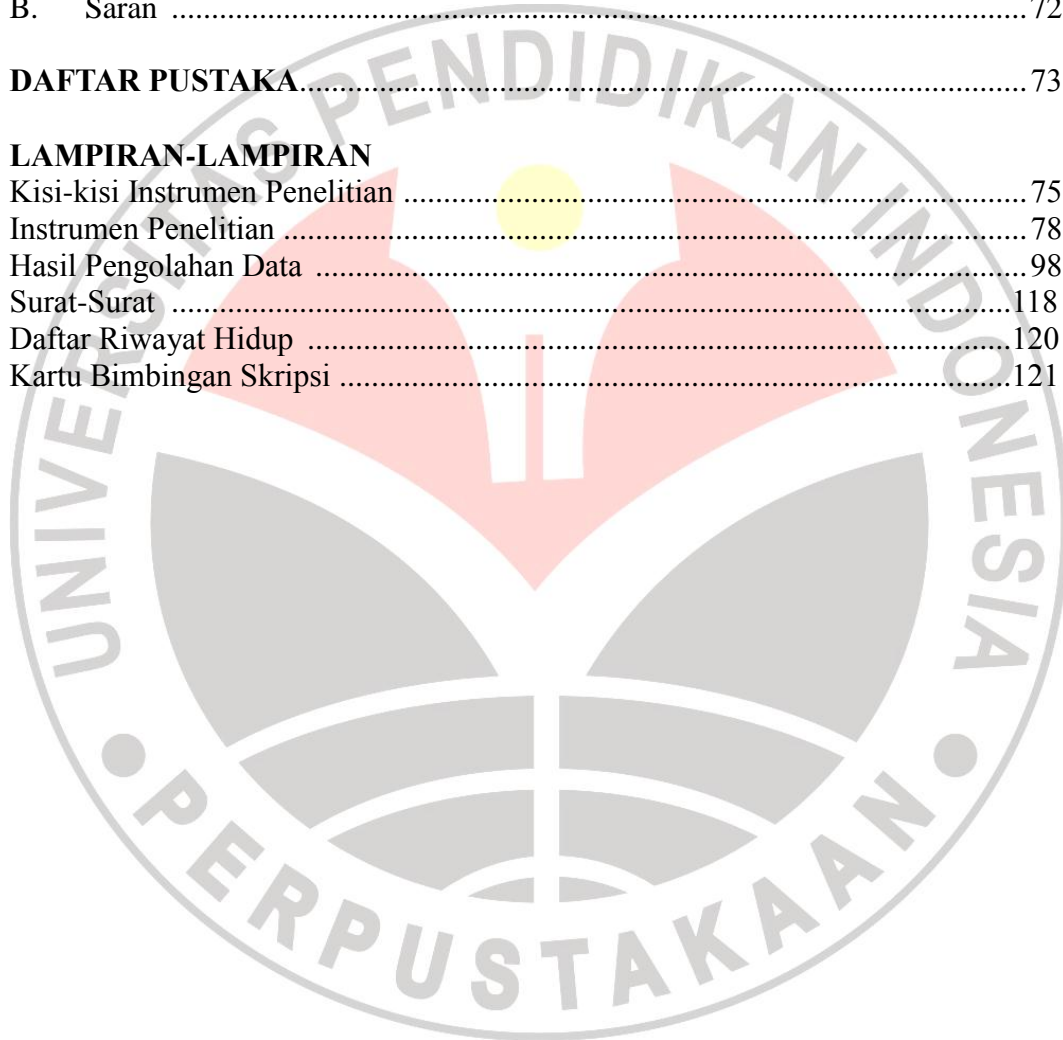 B. Saran ........................................................................................................ 72
DAFTAR PUSTAKA........................................................................................... 73
LAMPIRAN-LAMPIRAN
Kisi-kisi Instrumen Penelitian .............................................................................. 75
Instrumen Penelitian ............................................................................................. 78
Hasil Pengolahan Data ......................................................................................... 98
Surat-Surat ........................................................................................................118
Daftar Riwayat Hidup ........................................................................................120
Kartu Bimbingan Skripsi ....................................................................................121
UNIVERSITAS PENDIDIKAN INDONESIA
PERPUSTAKAAN